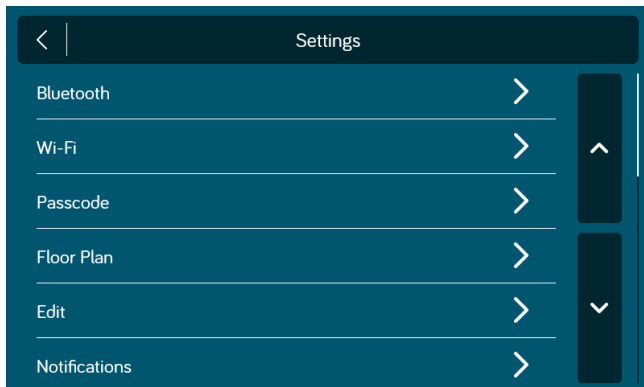 Settings
Bluetooth
Wi-Fi
Passcode
Floor Plan
Edit
Notifications